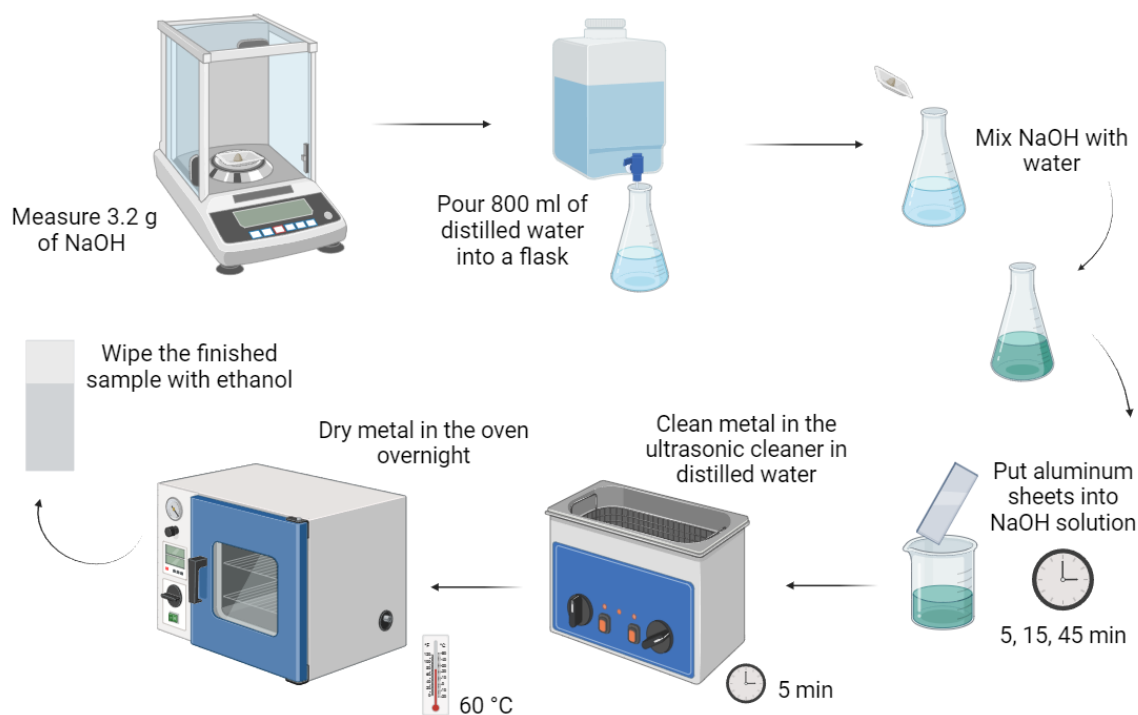 Measure 3.2 g
of NaOH
Pour 800 ml of
distilled water
into a flask
Mix NaOH with
water
Put aluminum
sheets into
NaOH solution
5, 15, 45 min
Clean metal in the
ultrasonic cleaner in
distilled water
5 min
Dry metal in the oven
overnight
60 °C
Wipe the finished
sample with ethanol